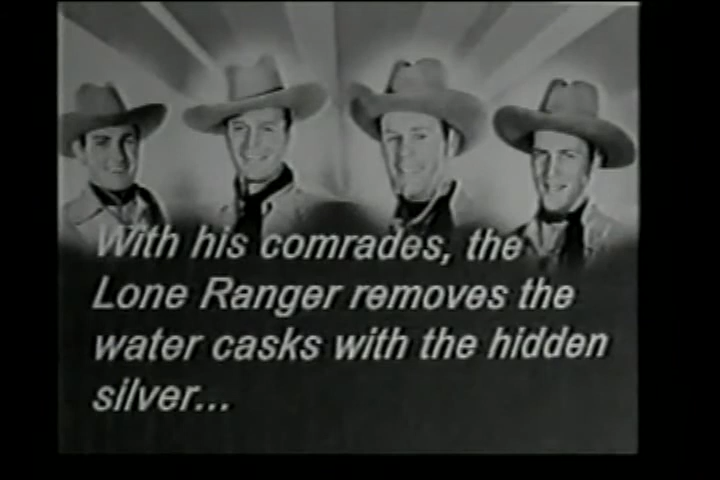 With his comrades, the
Lone Ranger removes the
water casks with the hidden
silver...